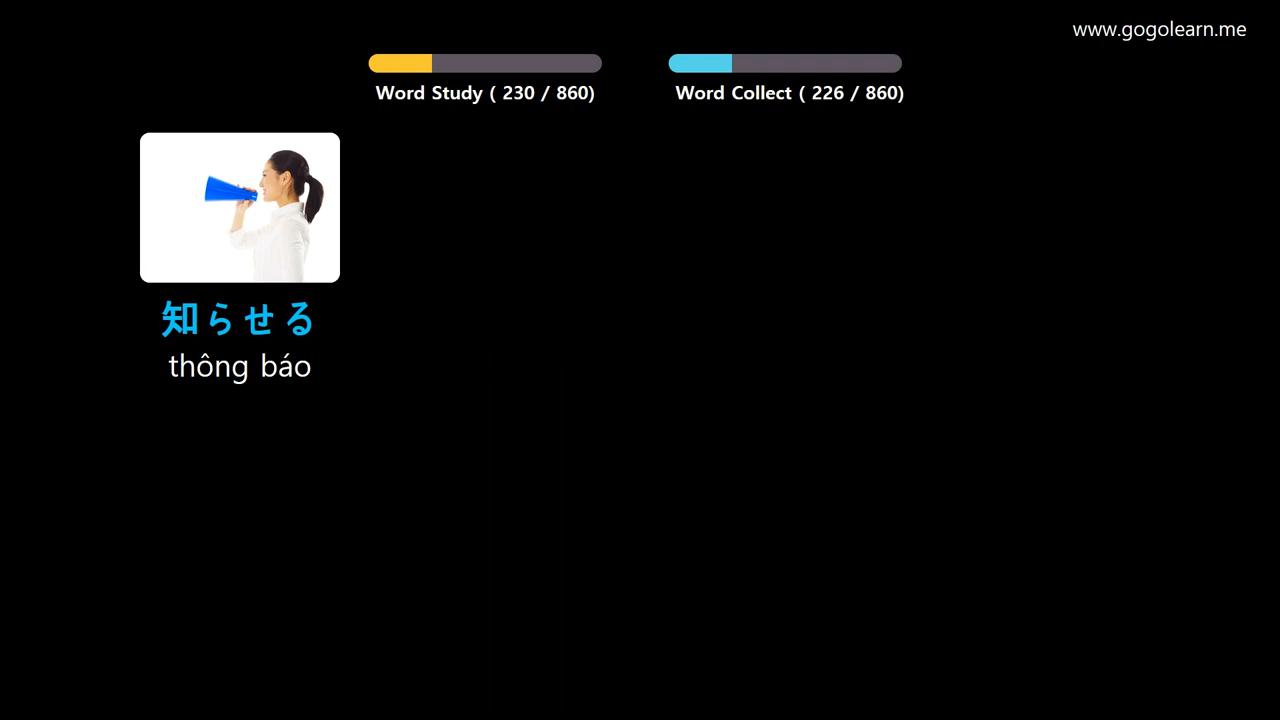 www.gogolearn.me
Word Study ( 230 / 860)
Word Collect ( 226 / 860)
知らせる
thông báo